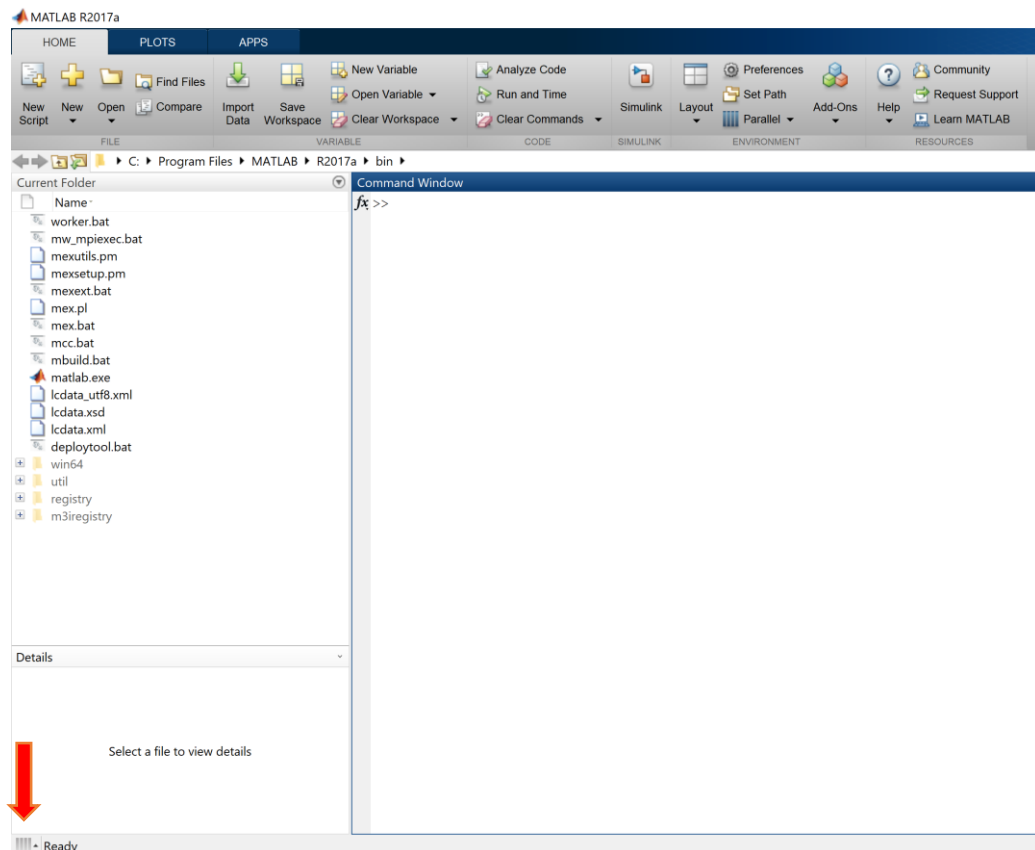 MATLAB R2017a
HOME PLOTS APPS
New Script
New
Open
Find Files
Compare
FILE
Import Data
Save Workspace
New Variable
Open Variable
Clear Workspace
VARIABLE
Analyze Code
Run and Time
Clear Commands
CODE
Simulink
SIMULINK
Layout
Preferences
Set Path
Parallel
Add-Ons
ENVIRONMENT
Help
Community
Request Support
Learn MATLAB
RESOURCES
C: Program Files MATLAB R2017a bin
Current Folder
Name
worker.bat
mw_mpiexec.bat
mexutils.pm
mexsetup.pm
mexext.bat
mex.pl
mex.bat
mcc.bat
mbuild.bat
matlab.exe
lcdata_utf8.xml
lcdata.xsd
lcdata.xml
deploytool.bat
win64
util
registry
m3iregistry
Details
Select a file to view details
Command Window
fx >>
Ready